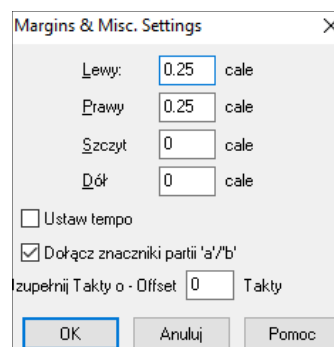 Margins & Misc. Settings
Lewy: 0.25 cale
Prawy 0.25 cale
Szczyt 0 cale
Dół 0 cale
Ustaw tempo
Dołącz znaczniki partii 'a'/'b'
Izupełnij Takty o - Offset 0 Takty
OK Anuluj Pomoc